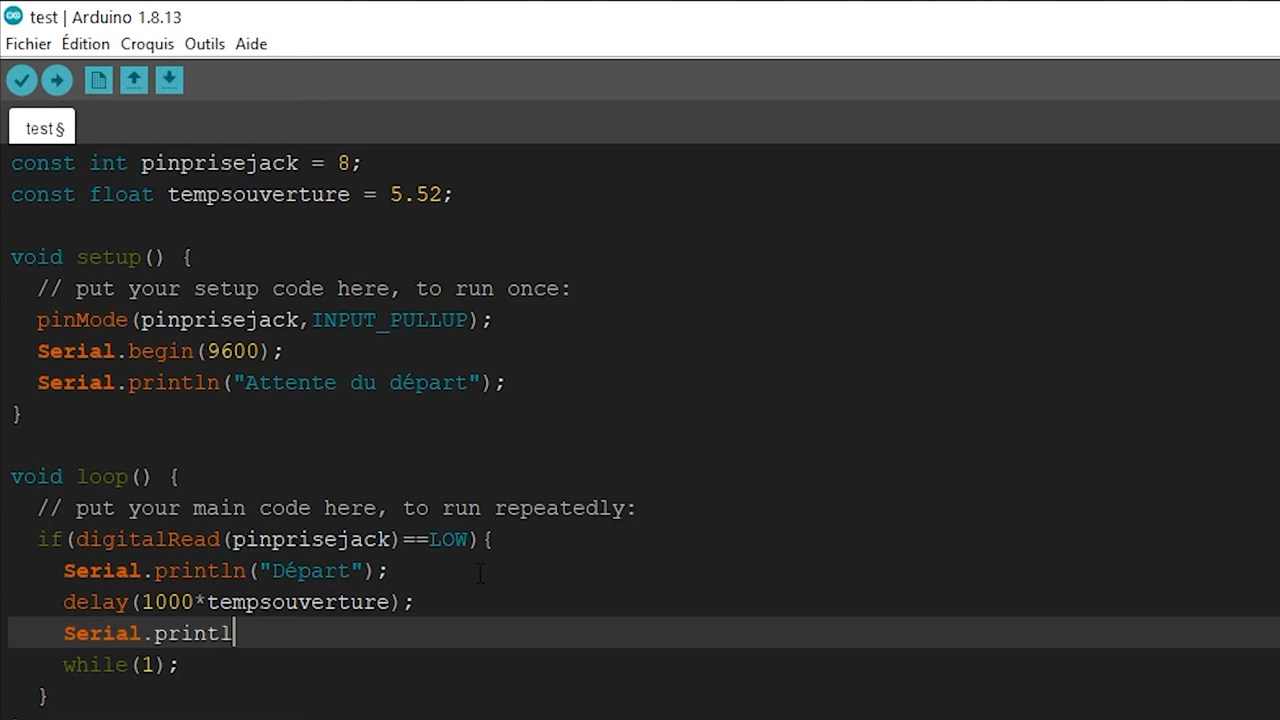 test | Arduino 1.8.13
Fichier Édition Croquis Outils Aide
test §
const int pinprisejack = 8;
const float tempsouverture = 5.52;
void setup() {
// put your setup code here, to run once:
pinMode(pinprisejack,INPUT_PULLUP);
Serial.begin(9600);
Serial.println("Attente du départ");
}
void loop() {
// put your main code here, to run repeatedly:
if(digitalRead(pinprisejack)==LOW){
Serial.println("Départ");
delay(1000*tempsouverture);
Serial.printl
while(1);
}